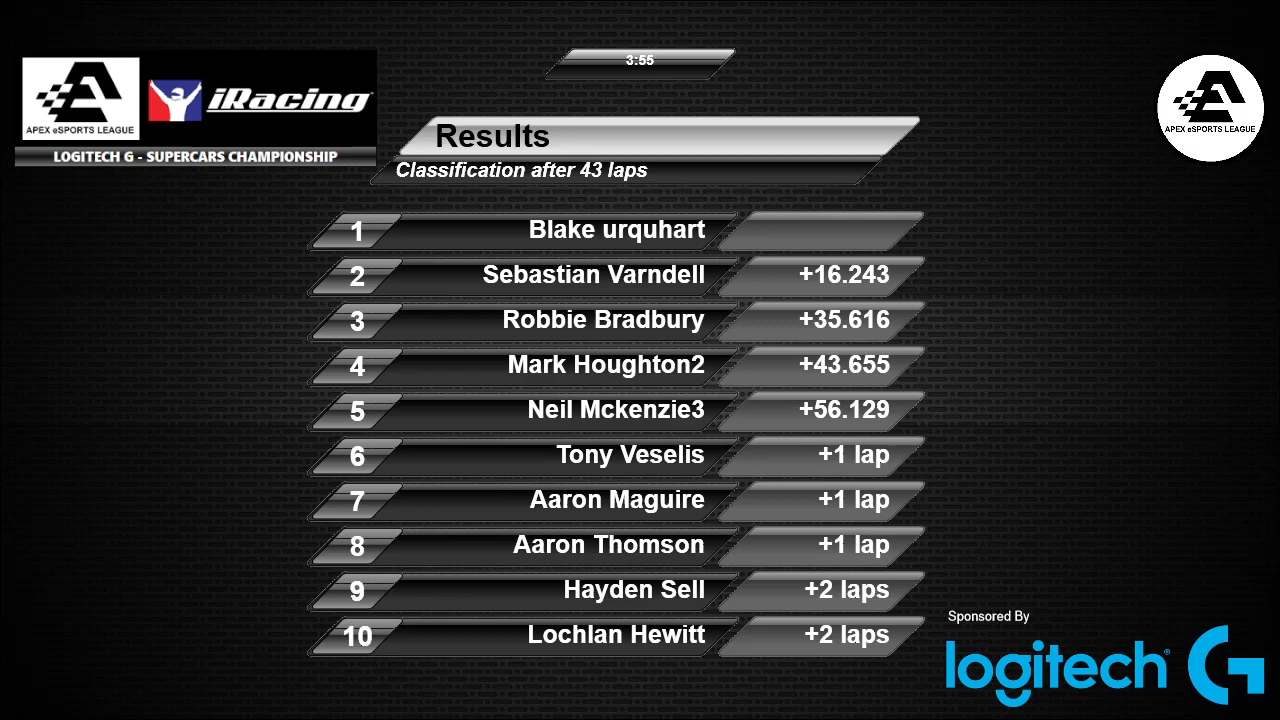 3:55
APEX eSPORTS LEAGUE
iRacing
LOGITECH G - SUPERCARS CHAMPIONSHIP
APEX eSPORTS LEAGUE
Results
Classification after 43 laps
1 Blake urquhart
2 Sebastian Varndell +16.243
3 Robbie Bradbury +35.616
4 Mark Houghton2 +43.655
5 Neil Mckenzie3 +56.129
6 Tony Veselis +1 lap
7 Aaron Maguire +1 lap
8 Aaron Thomson +1 lap
9 Hayden Sell +2 laps
10 Lochlan Hewitt +2 laps
Sponsored By
logitech® G